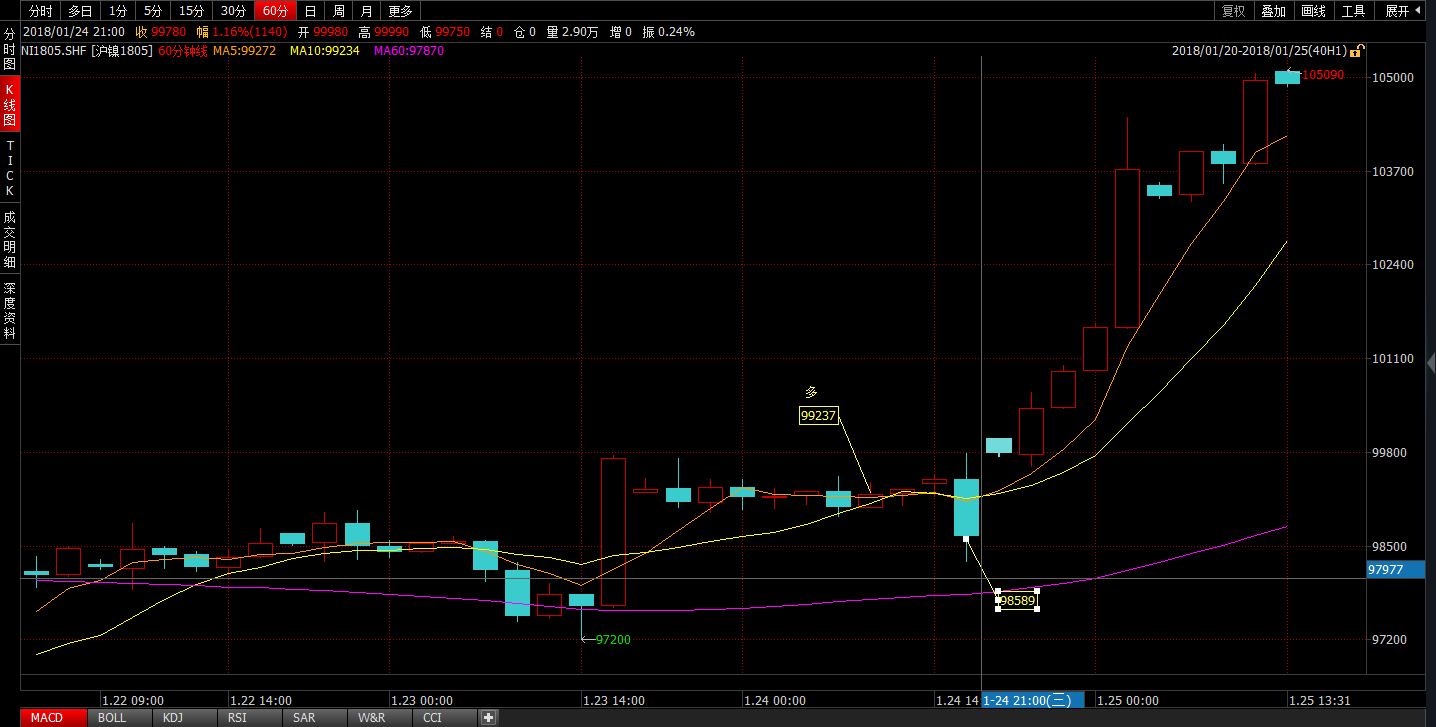 分时 多日 1分 5分 15分 30分 60分 日 周 月 更多 复权 叠加 画线 工具 展开
2018/01/24 21:00 收 99780 幅 1.16%(1140) 开 99980 高 99990 低 99750 结 0 仓 0 量 2.90万 增 0 振 0.24%
NI1805.SHF [沪镍1805] 60分钟线 MA5:99272 MA10:99234 MA60:97870 2018/01/20-2018/01/25(40H1)
分时图
K线图
TICK
成交明细
深度资料
105090
105000
103700
102400
101100
多
99237
99800
98500
97977
98589
97200
97200
1.22 09:00 1.22 14:00 1.23 00:00 1.23 14:00 1.24 00:00 1.24 14 1-24 21:00(三) 1.25 00:00 1.25 13:31
MACD BOLL KDJ RSI SAR W&R CCI